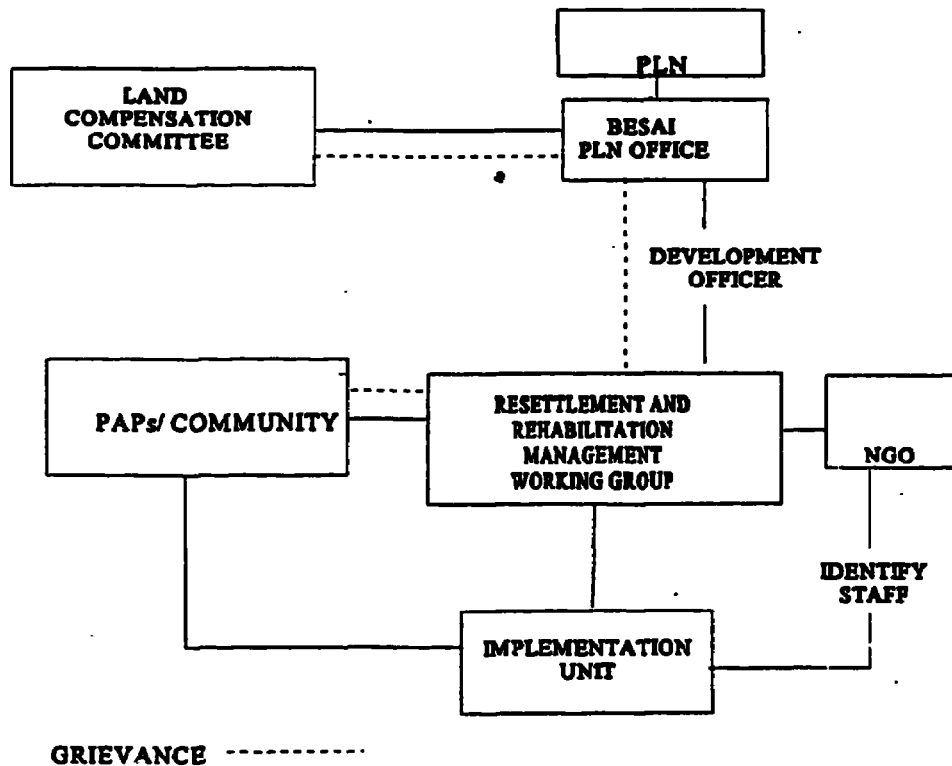 PLN
LAND
COMPENSATION
COMMITTEE
BESAI
PLN OFFICE
DEVELOPMENT
OFFICER
PAPs/ COMMUNITY
RESETTLEMENT AND
REHABILITATION
MANAGEMENT
WORKING GROUP
NGO
IDENTIFY
STAFF
IMPLEMENTATION
UNIT
GRIEVANCE